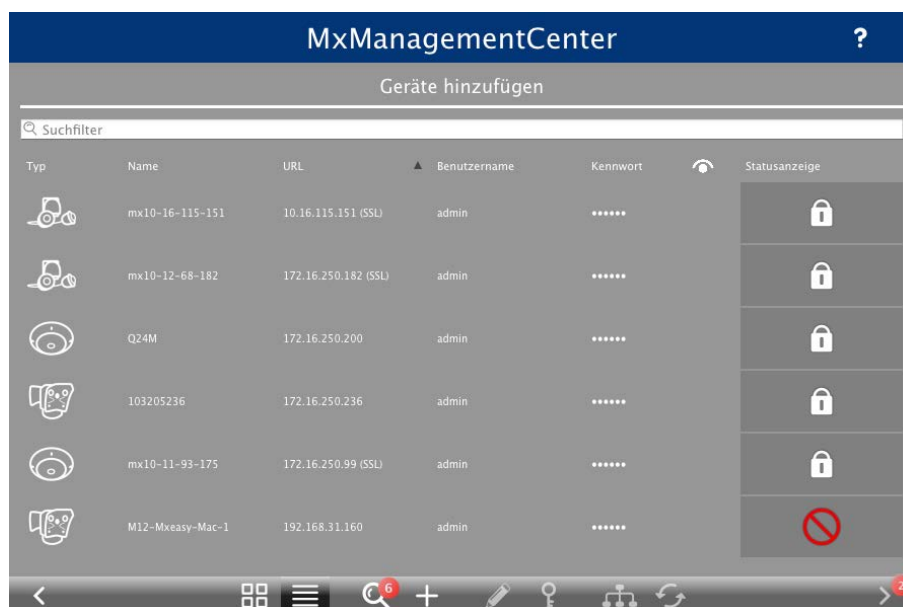 MxManagementCenter ?
Geräte hinzufügen
Suchfilter
Typ Name URL Benutzername Kennwort Statusanzeige
mx10-16-115-151 10.16.115.151 (SSL) admin ••••••
mx10-12-68-182 172.16.250.182 (SSL) admin ••••••
Q24M 172.16.250.200 admin ••••••
103205236 172.16.250.236 admin ••••••
mx10-11-93-175 172.16.250.99 (SSL) admin ••••••
M12-Mxeasy-Mac-1 192.168.31.160 admin ••••••
6 2